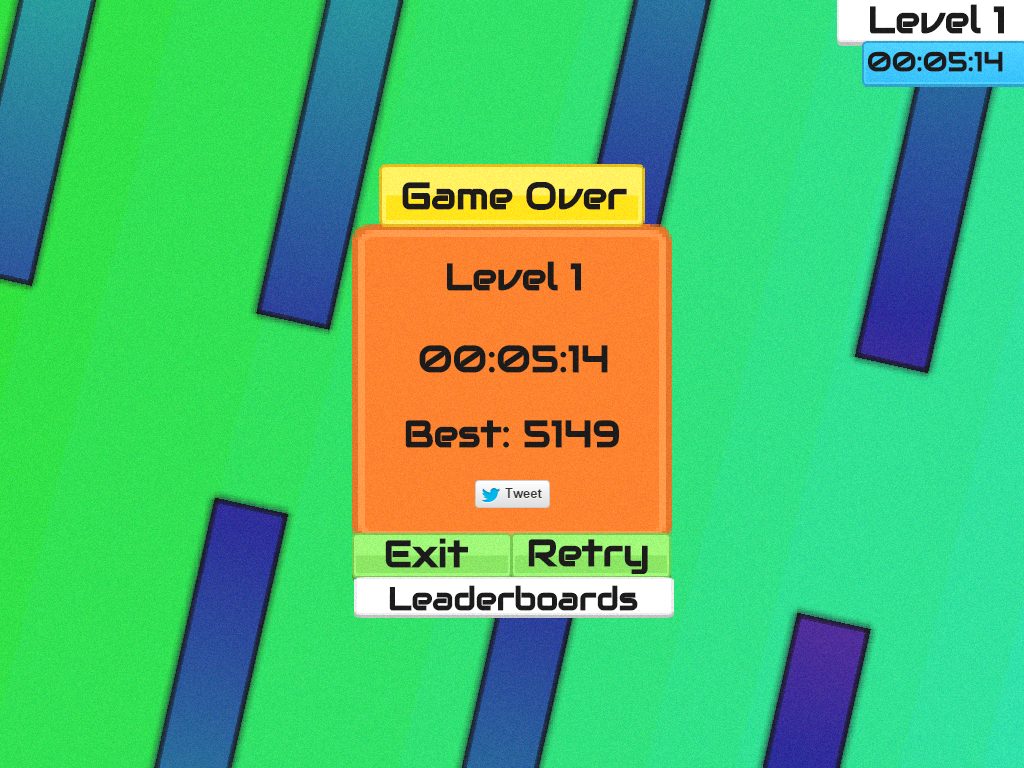 Level 1
00:05:14
Game Over
Level 1
00:05:14
Best: 5149
Tweet
Exit
Retry
Leaderboards